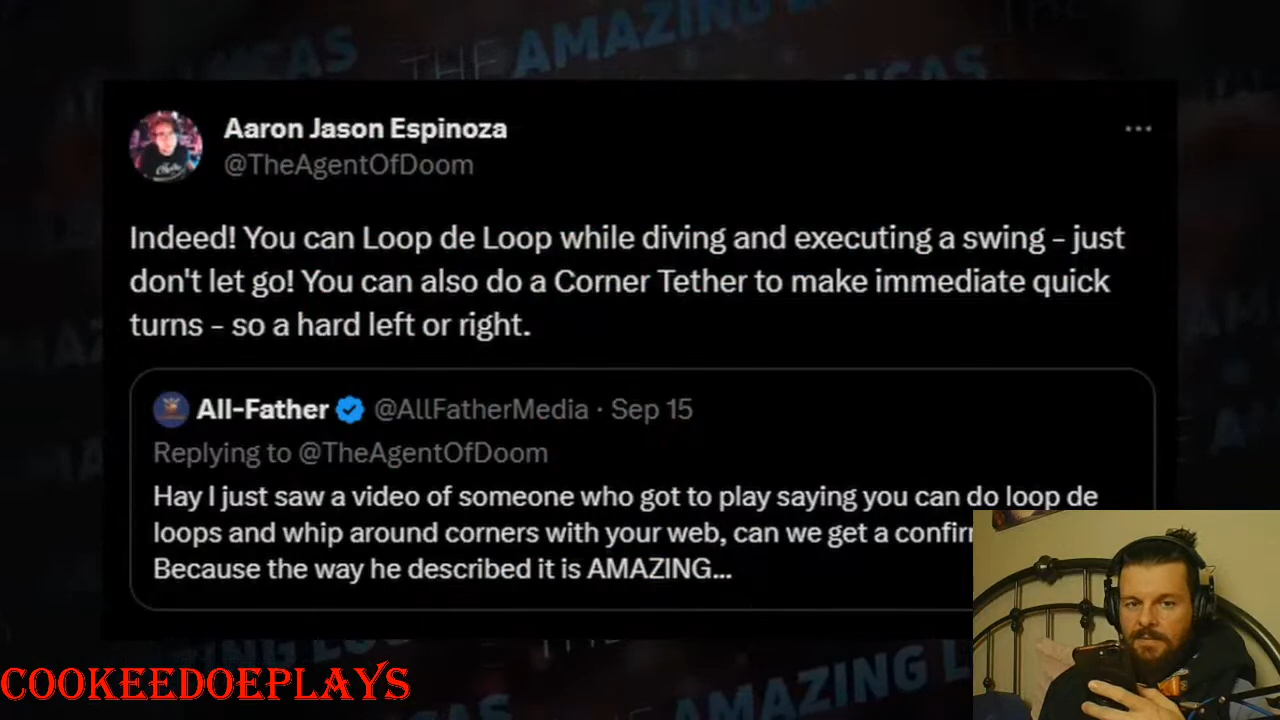 THE AMAZING LUCAS
Aaron Jason Espinoza
@TheAgentOfDoom
Indeed! You can Loop de Loop while diving and executing a swing – just
don't let go! You can also do a Corner Tether to make immediate quick
turns – so a hard left or right.
All-Father @AllFatherMedia · Sep 15
Replying to @TheAgentOfDoom
Hay I just saw a video of someone who got to play saying you can do loop de
loops and whip around corners with your web, can we get a
Because the way he described it is AMAZING...
COOKEEDOEPLAYS